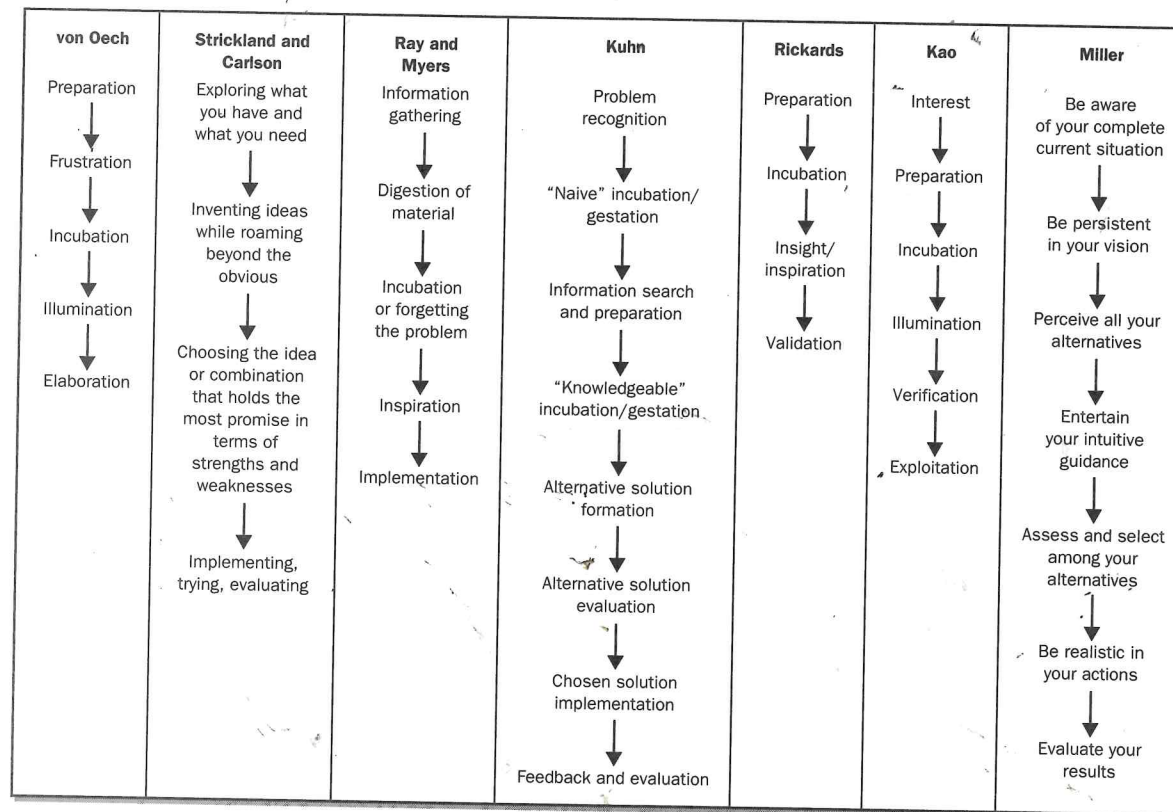 von Oech
Preparation
Frustration
Incubation
Illumination
Elaboration
Strickland and
Carlson
Exploring what
you have and
what you need
Inventing ideas
while roaming
beyond the
obvious
Choosing the idea
or combination
that holds the
most promise in
terms of
strengths and
weaknesses
Implementing,
trying, evaluating
Ray and
Myers
Information
gathering
Digestion of
material
Incubation
or forgetting
the problem
Inspiration
Implementation
Kuhn
Problem
recognition
“Naive” incubation/
gestation
Information search
and preparation
“Knowledgeable”
incubation/gestation
Alternative solution
formation
Alternative solution
evaluation
Chosen solution
implementation
Feedback and evaluation
Rickards
Preparation
Incubation
Insight/
inspiration
Validation
Kao
Interest
Preparation
Incubation
Illumination
Verification
Exploitation
Miller
Be aware
of your complete
current situation
Be persistent
in your vision
Perceive all your
alternatives
Entertain
your intuitive
guidance
Assess and select
among your
alternatives
Be realistic in
your actions
Evaluate your
results